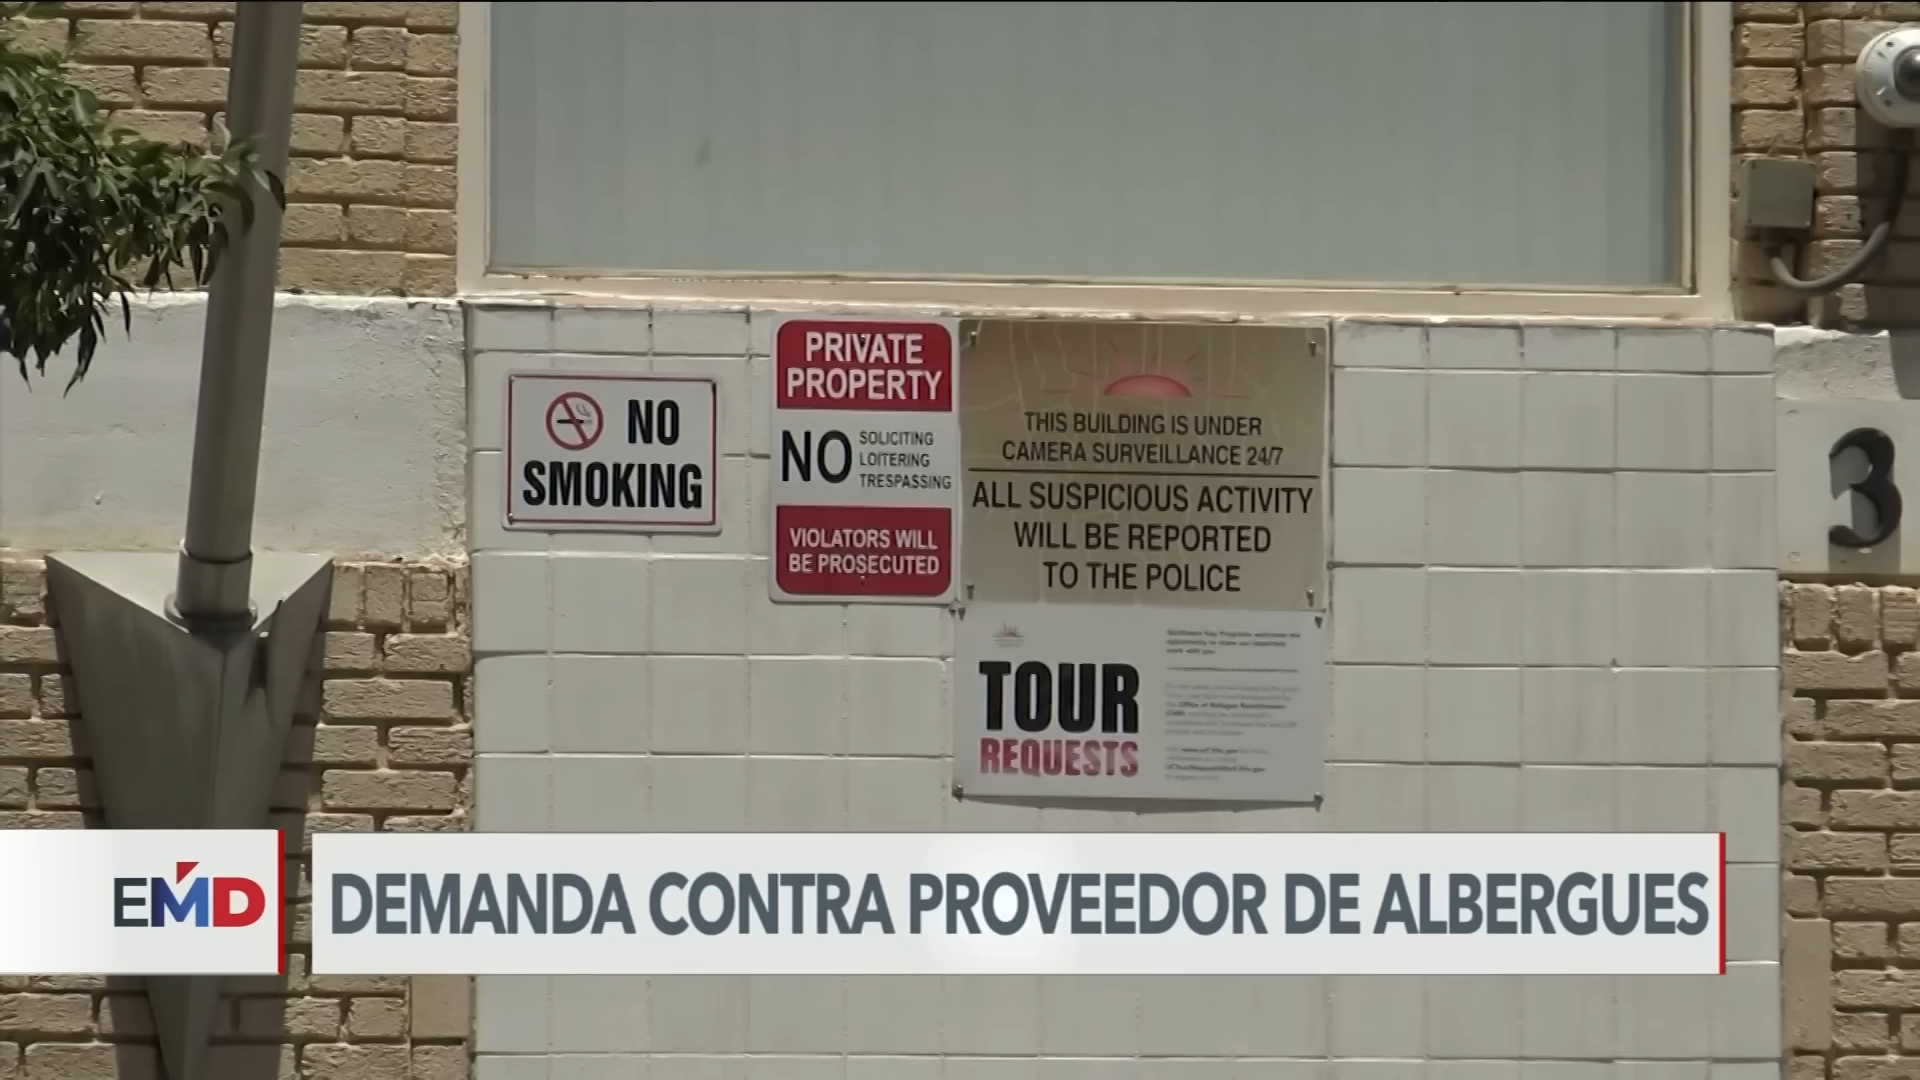 NO
SMOKING
PRIVATE
PROPERTY
NO
SOLICITING
LOITERING
TRESPASSING
VIOLATORS WILL
BE PROSECUTED
THIS BUILDING IS UNDER
CAMERA SURVEILLANCE 24/7
ALL SUSPICIOUS ACTIVITY
WILL BE REPORTED
TO THE POLICE
3
TOUR
REQUESTS
EMD
DEMANDA CONTRA PROVEEDOR DE ALBERGUES